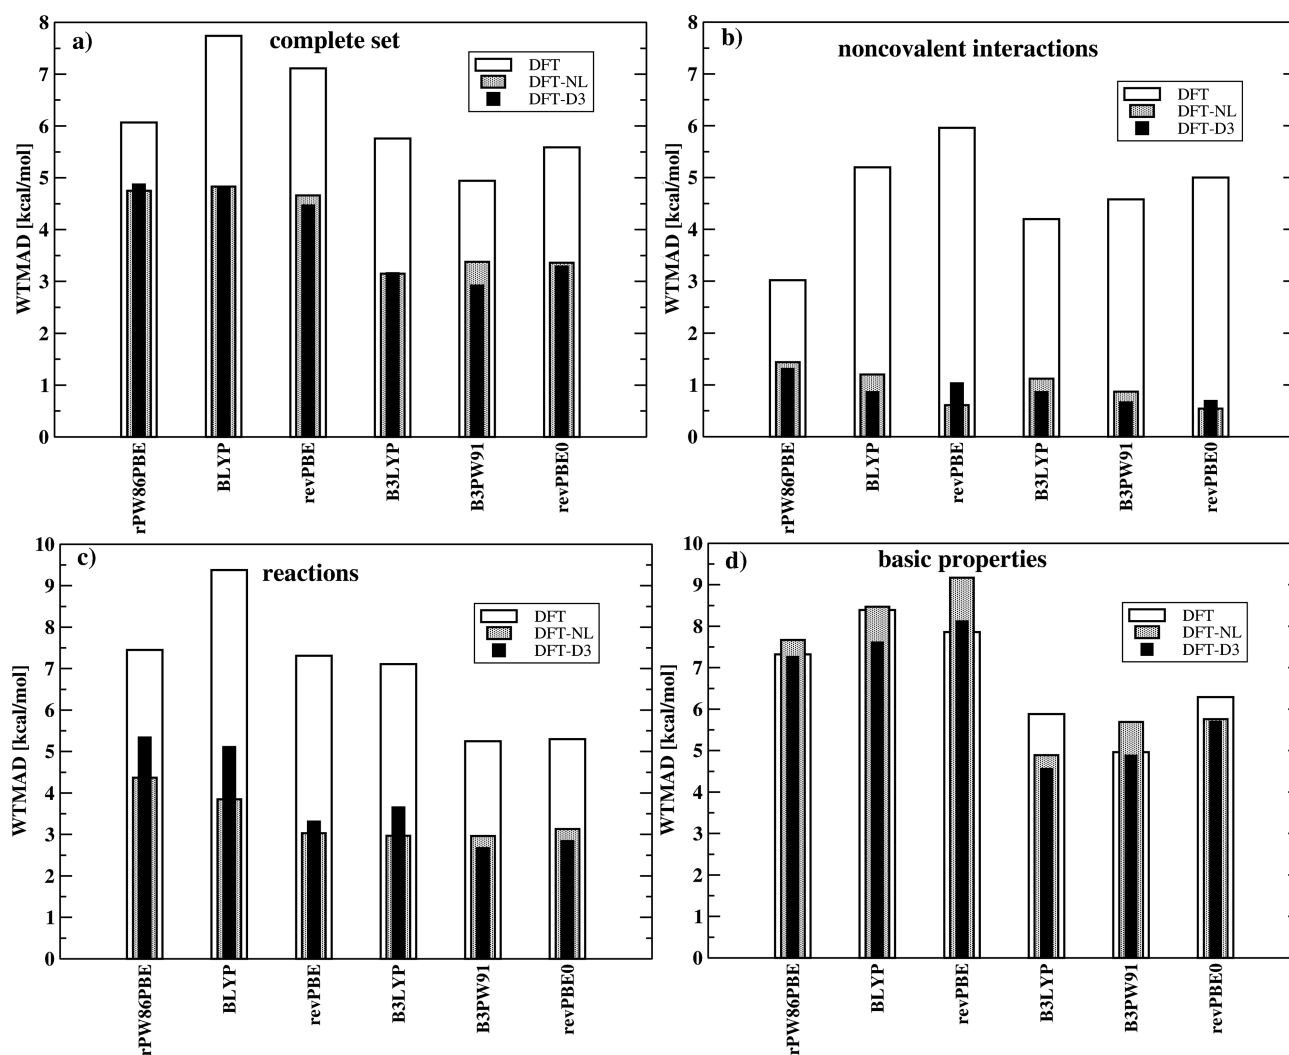 a)
complete set
DFT
DFT-NL
DFT-D3
WTMAD [kcal/mol]
8
7
6
5
4
3
2
1
0
rPW86PBE
BLYP
revPBE
B3LYP
B3PW91
revPBE0
b)
noncovalent interactions
DFT
DFT-NL
DFT-D3
WTMAD [kcal/mol]
8
7
6
5
4
3
2
1
0
rPW86PBE
BLYP
revPBE
B3LYP
B3PW91
revPBE0
c)
reactions
DFT
DFT-NL
DFT-D3
WTMAD [kcal/mol]
10
9
8
7
6
5
4
3
2
1
0
rPW86PBE
BLYP
revPBE
B3LYP
B3PW91
revPBE0
d)
basic properties
DFT
DFT-NL
DFT-D3
WTMAD [kcal/mol]
10
9
8
7
6
5
4
3
2
1
0
rPW86PBE
BLYP
revPBE
B3LYP
B3PW91
revPBE0